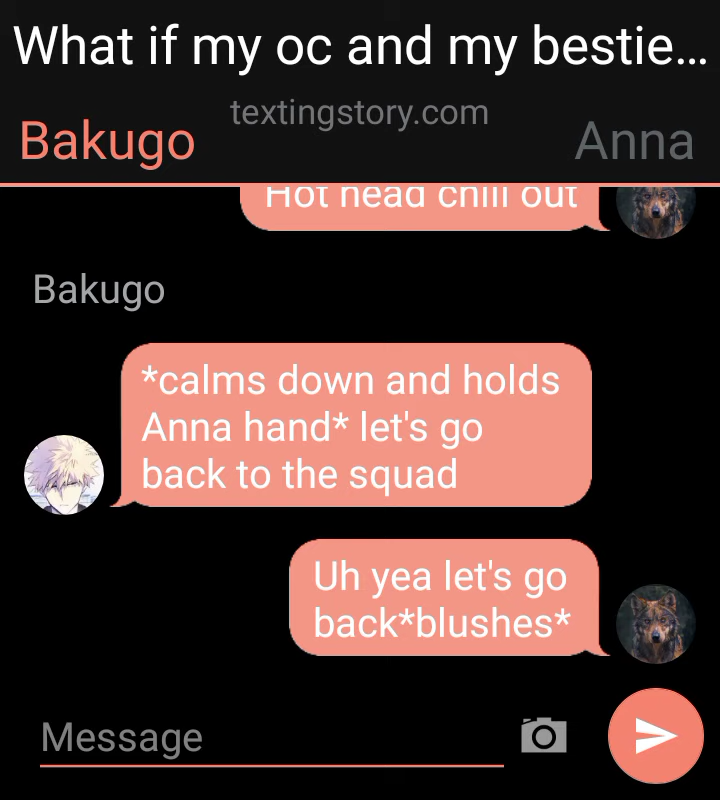 What if my oc and my bestie...
textingstory.com
Bakugo
Anna
Hot head chill out
Bakugo
*calms down and holds
Anna hand* let's go
back to the squad
Uh yea let's go
back*blushes*
Message